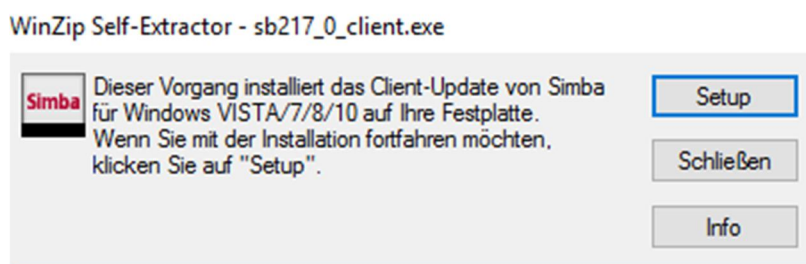 WinZip Self-Extractor - sb217_0_client.exe
Simba
Dieser Vorgang installiert das Client-Update von Simba
für Windows VISTA/7/8/10 auf Ihre Festplatte.
Wenn Sie mit der Installation fortfahren möchten,
klicken Sie auf "Setup".
Setup
Schließen
Info